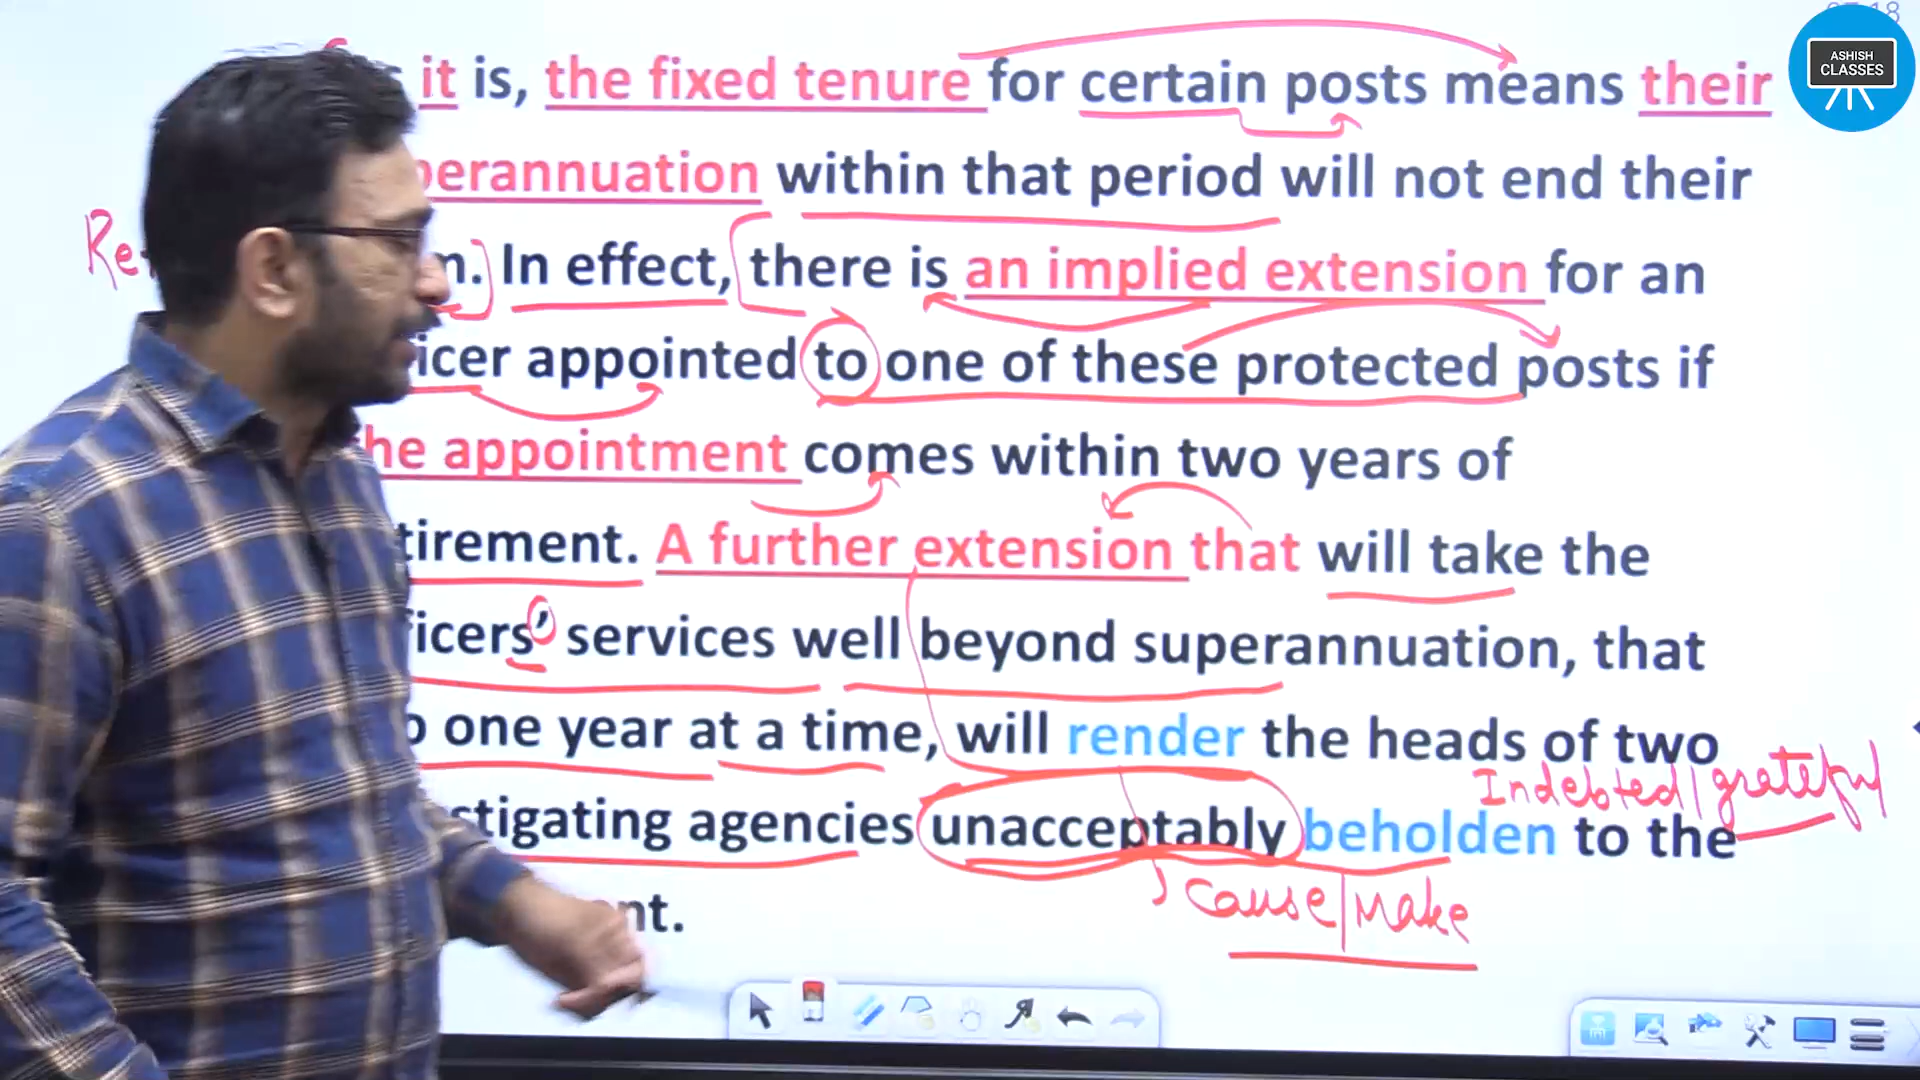 ASHISH
CLASSES
it is, the fixed tenure for certain posts means their
perannuation within that period will not end their
n. In effect, there is an implied extension for an
icer appointed to one of these protected posts if
he appointment comes within two years of
tirement. A further extension that will take the
ficers’ services well beyond superannuation, that
one year at a time, will render the heads of two
Indebted/grateful
stigating agencies unacceptably beholden to the
Cause/Make
nt.